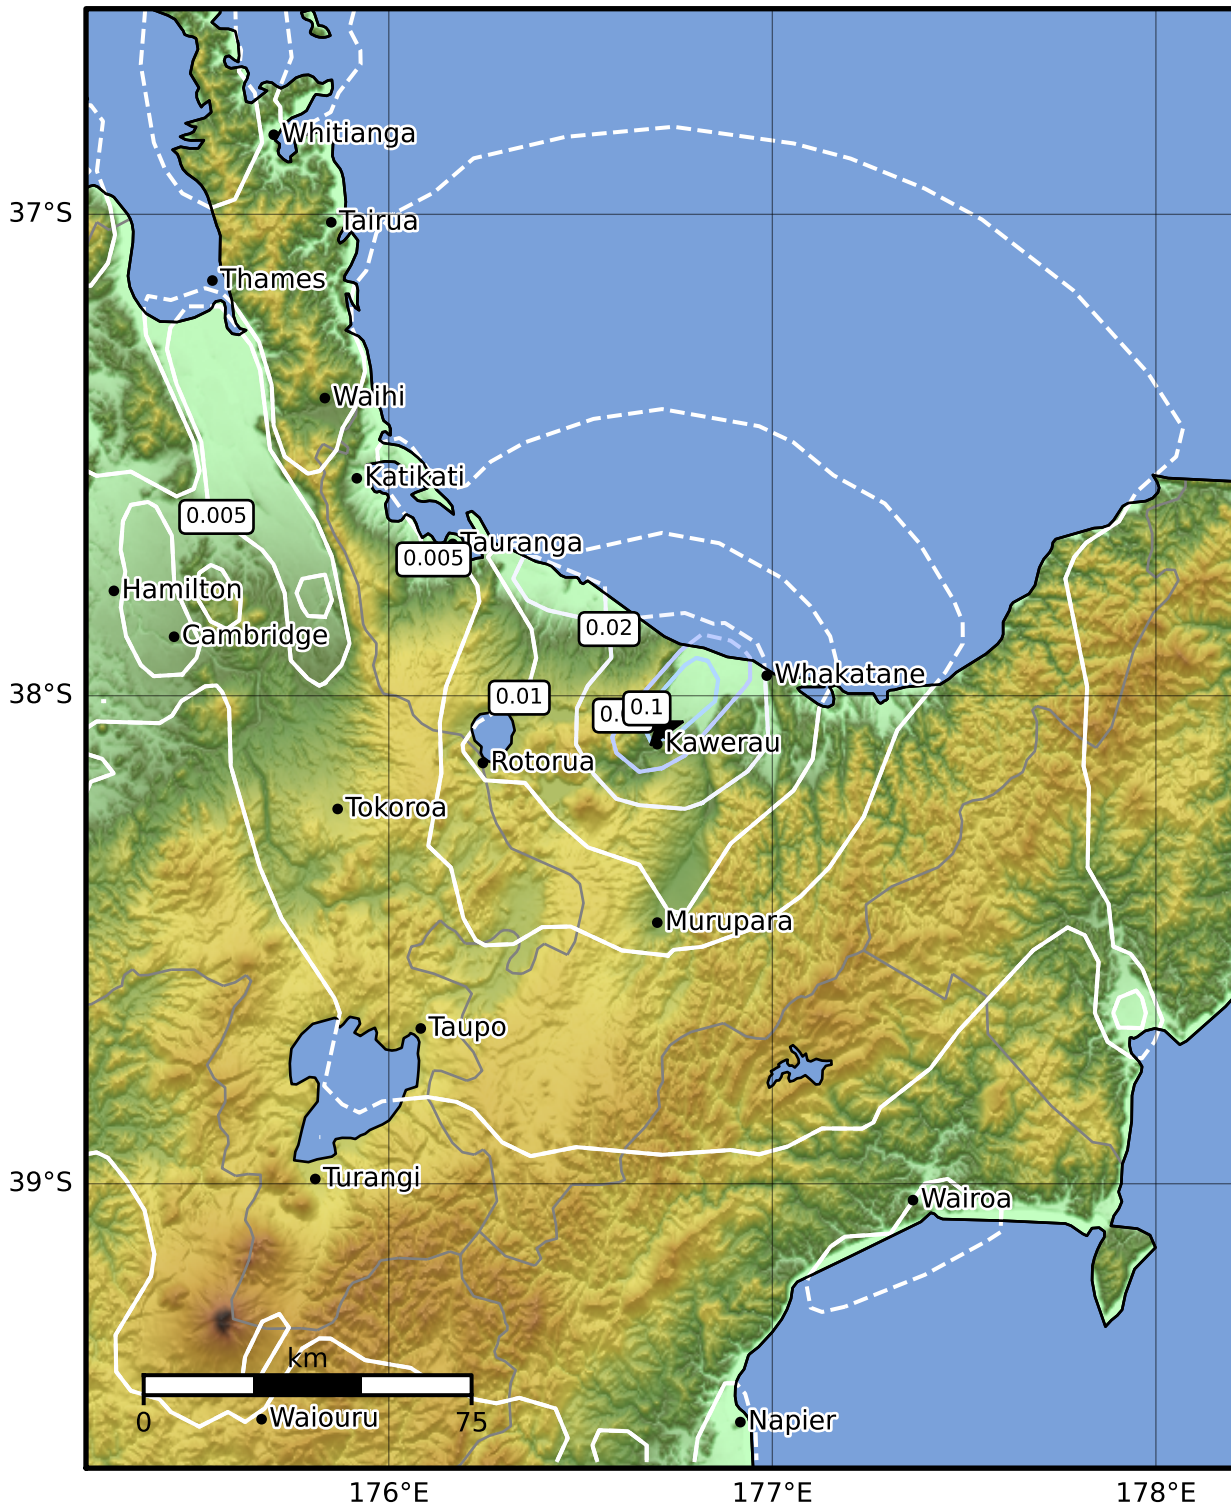 Whitianga
37°S
Tairua
Thames
Waihi
Katikati
0.005
Tauranga
0.005
Hamilton
0.02
Cambridge
Whakatane
38°S
0.01
0.
0.1
Kawerau
Rotorua
Tokoroa
Murupara
Taupo
Turangi
39°S
Wairoa
km
0
75
Waiouru
Napier
176°E
177°E
178°E